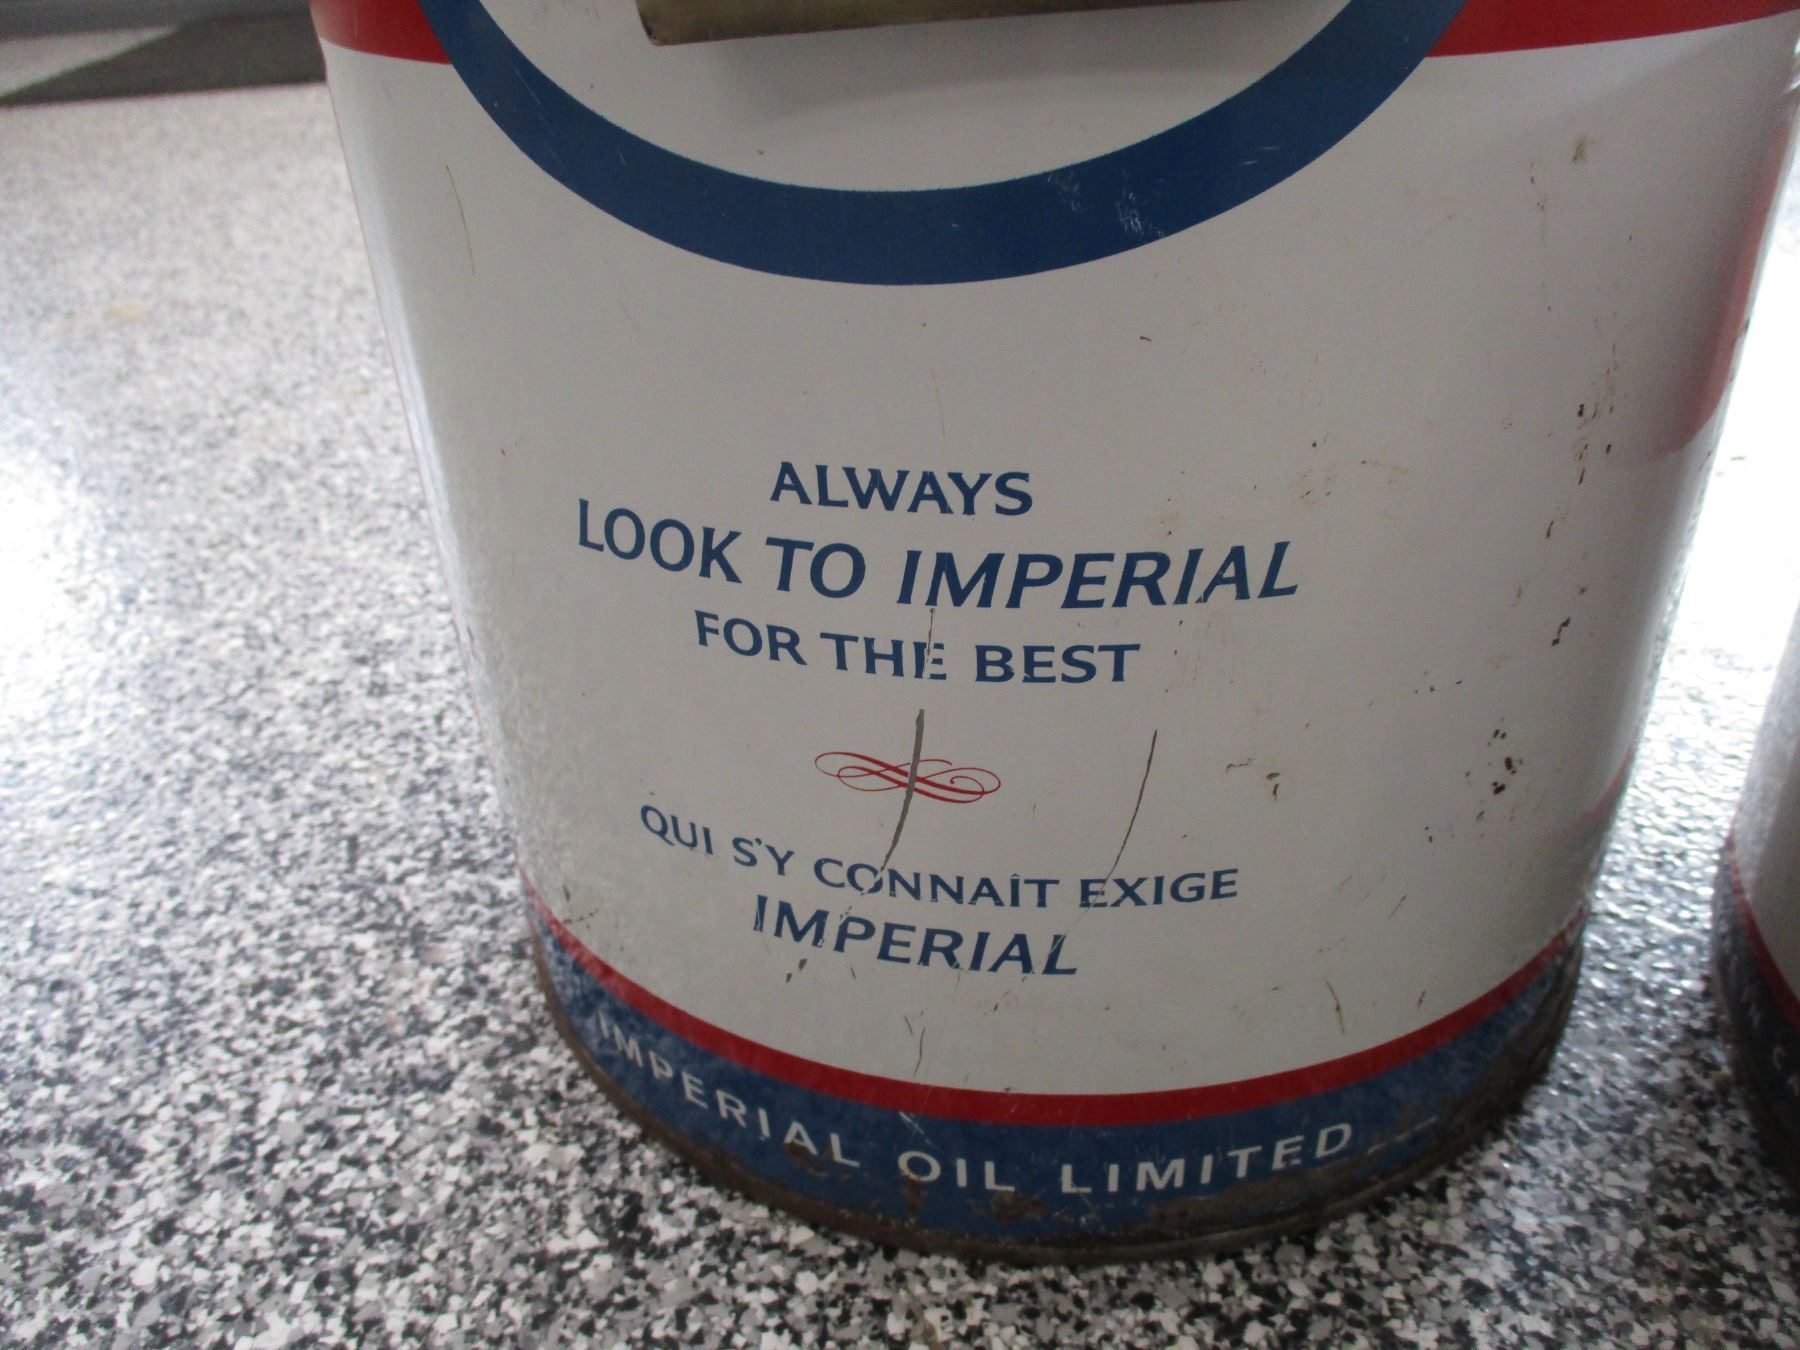 ALWAYS
LOOK TO IMPERIAL
FOR THE BEST
QUI S'Y CONNAÎT EXIGE
IMPERIAL
IMPERIAL OIL LIMITED